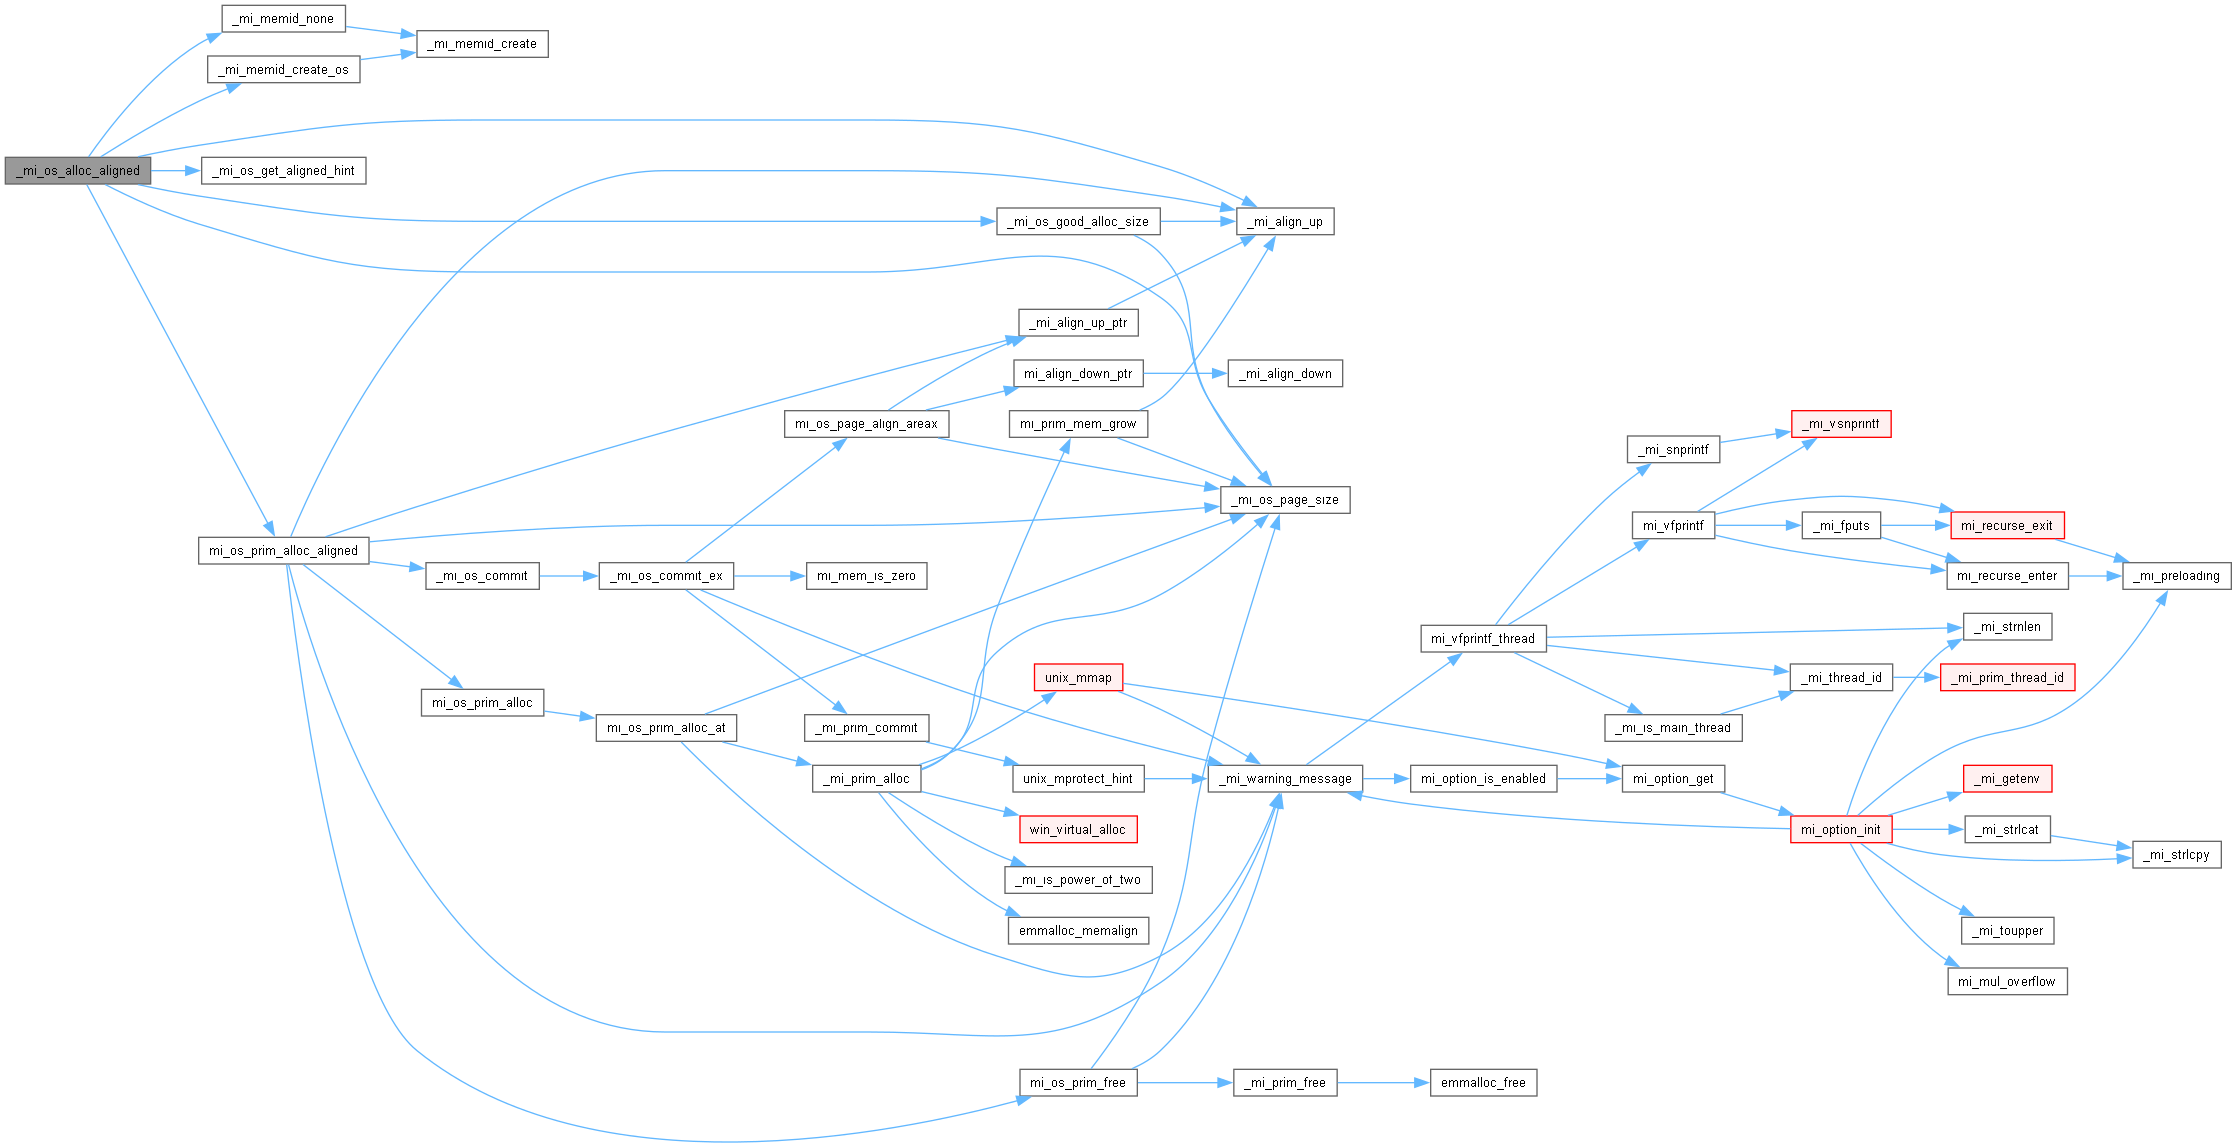 _mi_memid_none
_mi_memid_create
_mi_memid_create_os
_mi_os_alloc_aligned
_mi_os_get_aligned_hint
_mi_os_good_alloc_size
_mi_align_up
_mi_align_up_ptr
mi_align_down_ptr
_mi_align_down
mi_os_page_align_areax
mi_prim_mem_grow
_mi_vsnprintf
_mi_snprintf
_mi_os_page_size
mi_vfprintf
_mi_fputs
mi_recurse_exit
mi_os_prim_alloc_aligned
_mi_os_commit
_mi_os_commit_ex
mi_mem_is_zero
mi_recurse_enter
_mi_preloading
mi_vfprintf_thread
_mi_strnlen
unix_mmap
_mi_thread_id
_mi_prim_thread_id
mi_os_prim_alloc
mi_os_prim_alloc_at
_mi_prim_commit
_mi_is_main_thread
_mi_prim_alloc
unix_mprotect_hint
_mi_warning_message
mi_option_is_enabled
mi_option_get
_mi_getenv
win_virtual_alloc
mi_option_init
_mi_strlcat
_mi_strlcpy
_mi_is_power_of_two
emmalloc_memalign
_mi_toupper
mi_mul_overflow
mi_os_prim_free
_mi_prim_free
emmalloc_free